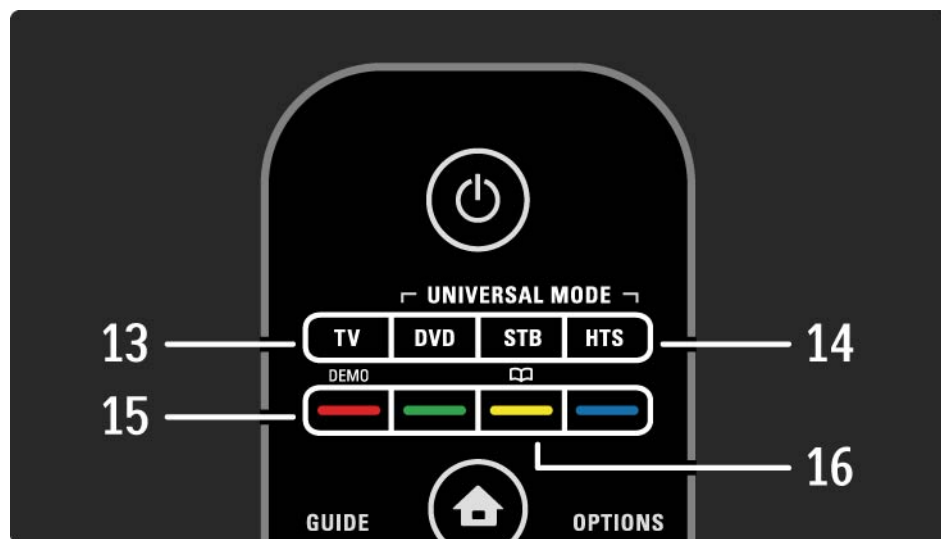 UNIVERSAL MODE
13 TV DVD STB HTS 14
DEMO
15
16
GUIDE OPTIONS